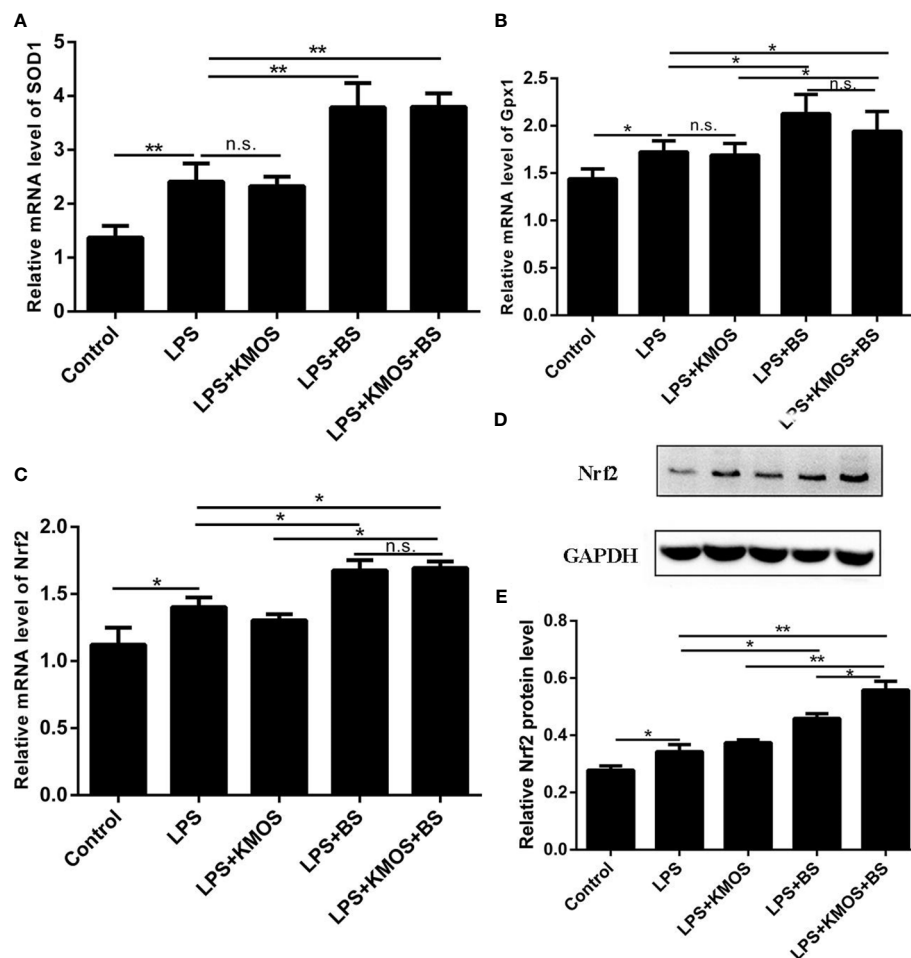 A
Relative mRNA level of SOD1
5
4
3
2
1
0
**
n.s.
**
**
Control
LPS
LPS+KMOS
LPS+BS
LPS+KMOS+BS
B
Relative mRNA level of Gpx1
2.5
2.0
1.5
1.0
0.5
0.0
*
n.s.
*
*
*
n.s.
Control
LPS
LPS+KMOS
LPS+BS
LPS+KMOS+BS
C
Relative mRNA level of Nrf2
2.0
1.5
1.0
0.5
0.0
*
*
*
*
n.s.
Control
LPS
LPS+KMOS
LPS+BS
LPS+KMOS+BS
D
Nrf2
GAPDH
E
Relative Nrf2 protein level
0.8
0.6
0.4
0.2
0.0
*
**
*
**
*
Control
LPS
LPS+KMOS
LPS+BS
LPS+KMOS+BS